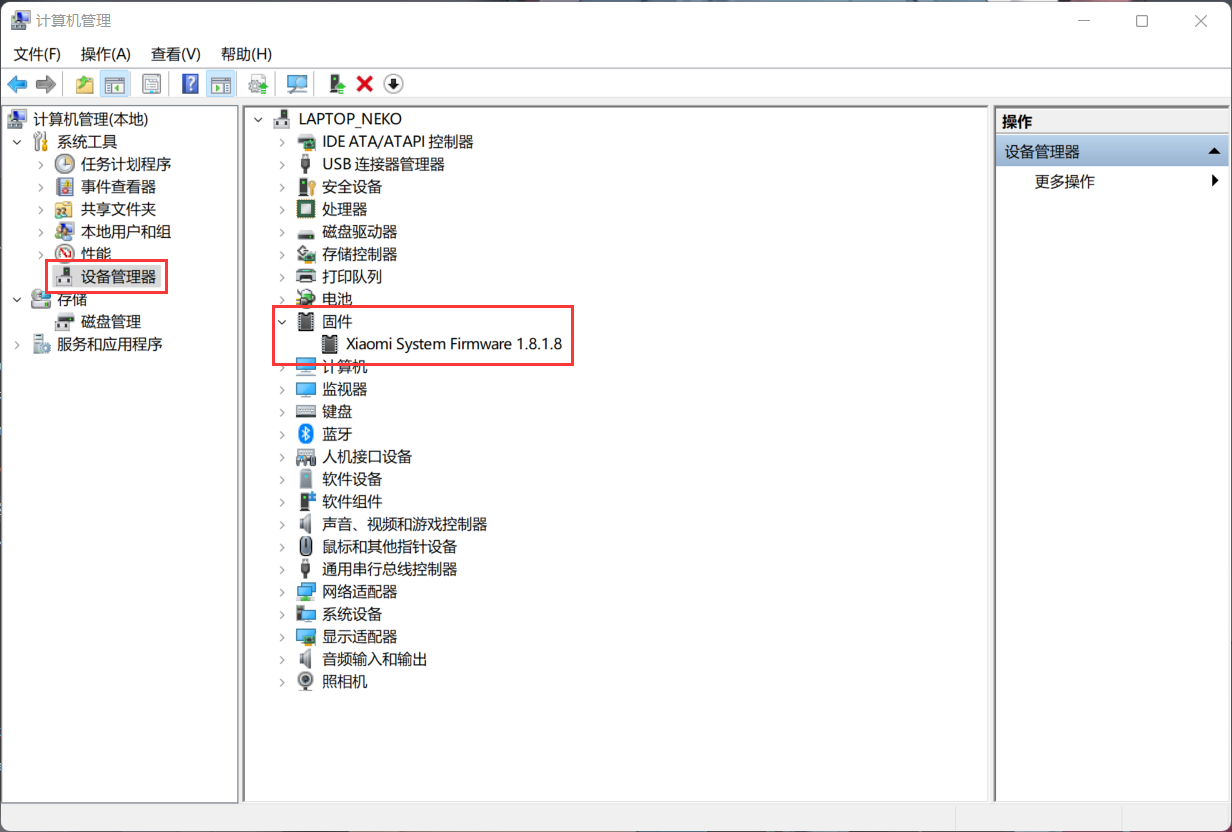 计算机管理
文件(F) 操作(A) 查看(V) 帮助(H)
计算机管理(本地)
系统工具
任务计划程序
事件查看器
共享文件夹
本地用户和组
性能
设备管理器
存储
磁盘管理
服务和应用程序
LAPTOP_NEKO
IDE ATA/ATAPI 控制器
USB 连接器管理器
安全设备
处理器
磁盘驱动器
存储控制器
打印队列
电池
固件
Xiaomi System Firmware 1.8.1.8
计算机
监视器
键盘
蓝牙
人机接口设备
软件设备
软件组件
声音、视频和游戏控制器
鼠标和其他指针设备
通用串行总线控制器
网络适配器
系统设备
显示适配器
音频输入和输出
照相机
操作
设备管理器
更多操作